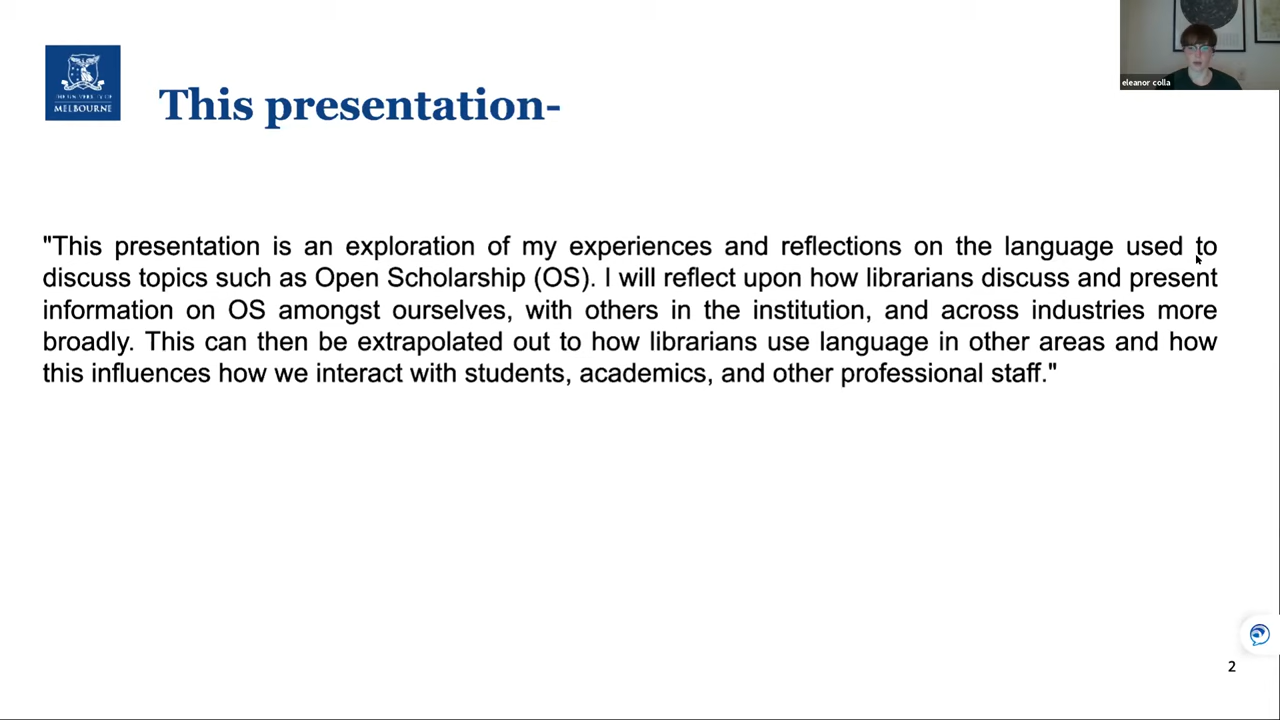 THE UNIVERSITY OF
MELBOURNE
This presentation-
eleanor colla
"This presentation is an exploration of my experiences and reflections on the language used to
discuss topics such as Open Scholarship (OS). I will reflect upon how librarians discuss and present
information on OS amongst ourselves, with others in the institution, and across industries more
broadly. This can then be extrapolated out to how librarians use language in other areas and how
this influences how we interact with students, academics, and other professional staff."
2